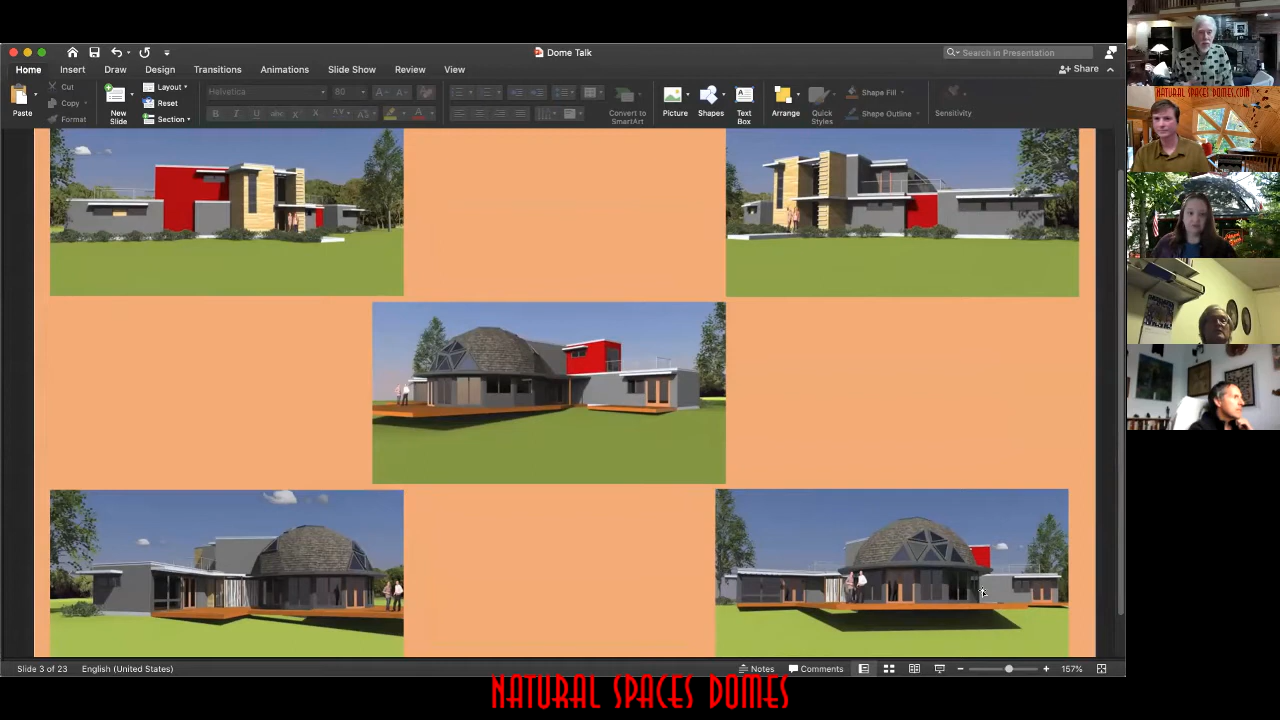 Dome Talk
Search in Presentation
Home Insert Draw Design Transitions Animations Slide Show Review View
Share
Paste
Cut
Copy
Format
New Slide
Layout
Reset
Section
Helvetica
80
Convert to SmartArt
Picture
Shapes
Text Box
Arrange
Quick Styles
Shape Fill
Shape Outline
Sensitivity
NATURAL SPACES DOMES.COM
Slide 3 of 23
English (United States)
Notes
Comments
157%
NATURAL SPACES DOMES